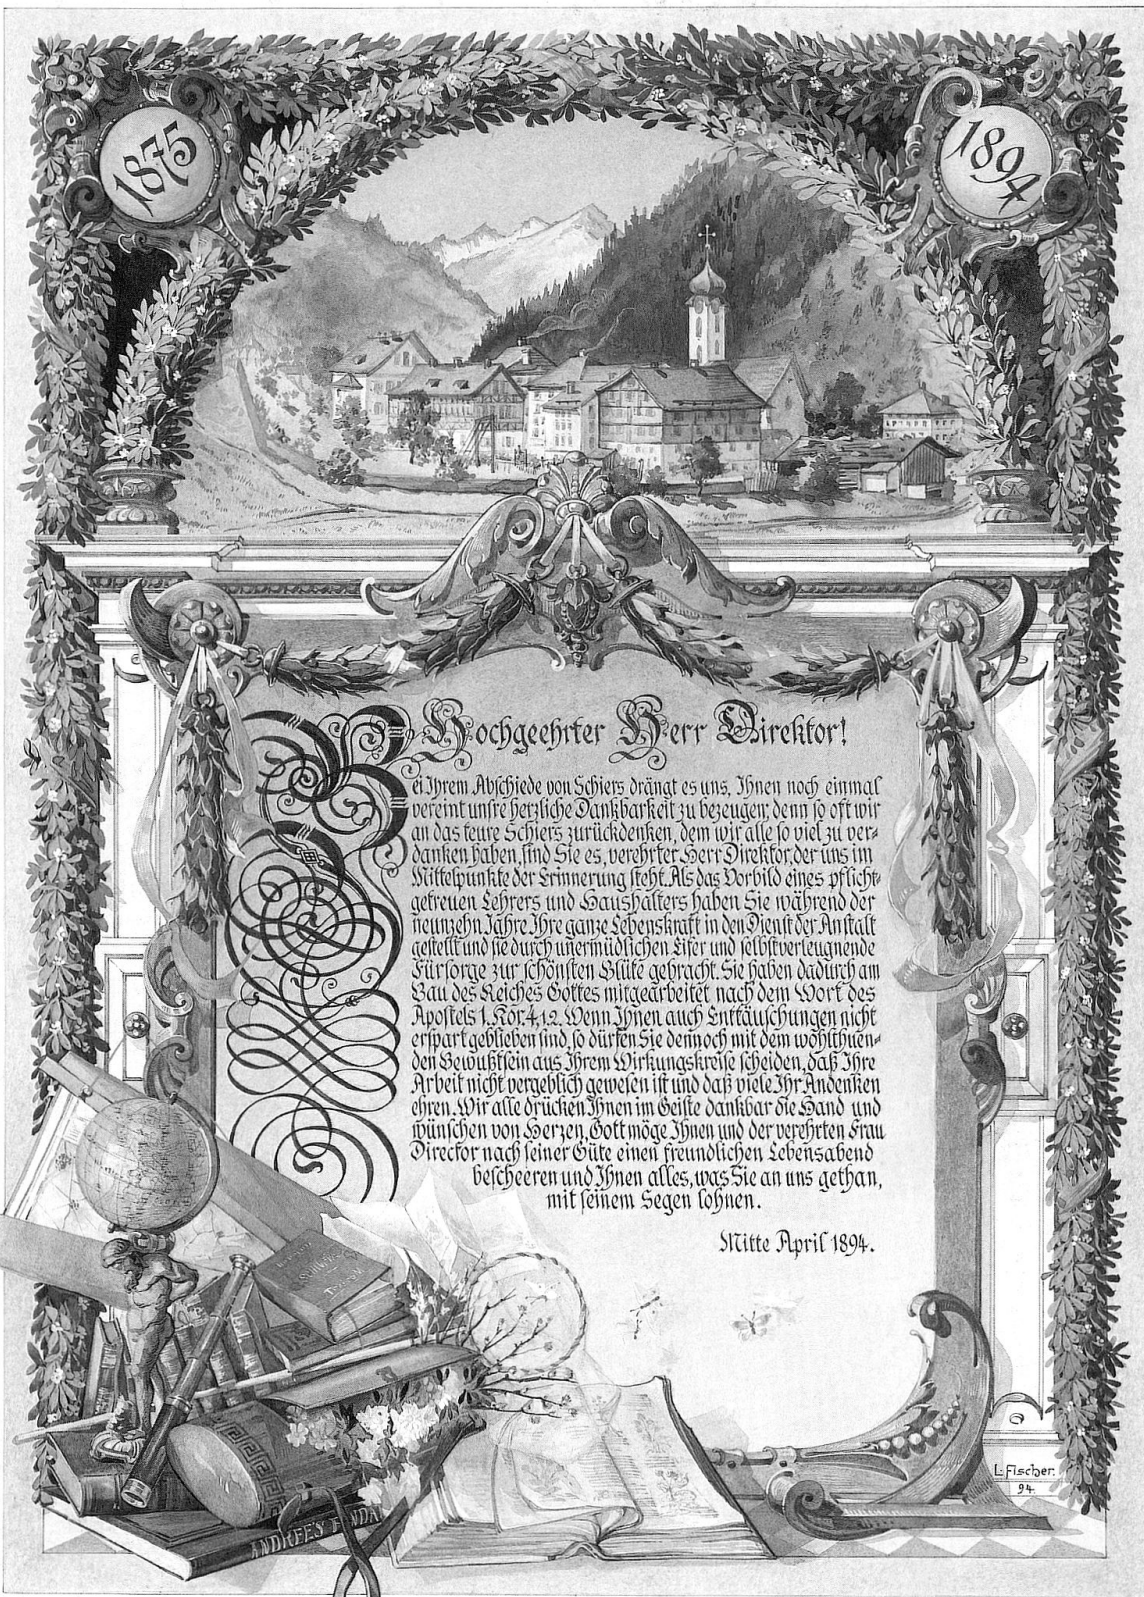 1875
1894
Hochgeehrter Herr Direktor!
Bei Ihrem Abschiede von Schiers drängt es uns, Ihnen noch einmal
vereint unsre herzliche Dankbarkeit zu bezeugen; denn so oft wir
an das teure Schiers zurückdenken, dem wir alle so viel zu ver-
danken haben, sind Sie es, verehrter Herr Direktor, der uns im
Mittelpunkte der Erinnerung steht. Als das Vorbild eines pflicht-
getreuen Lehrers und Haushalters haben Sie während der
neunzehn Jahre Ihre ganze Lebenskraft in den Dienst der Anstalt
gestellt und sie durch unermüdlichen Eifer und selbstverleugnende
Fürsorge zur schönsten Blüte gebracht. Sie haben dadurch am
Bau des Reiches Gottes mitgearbeitet nach dem Wort des
Apostels 1. Kor. 4, 1.2. Wenn Ihnen auch Enttäuschungen nicht
erspart geblieben sind, so dürfen Sie dennoch mit dem wohlthuen-
den Bewußtsein aus Ihrem Wirkungskreise scheiden, daß Ihre
Arbeit nicht vergeblich gewesen ist und daß viele Ihr Andenken
ehren. Wir alle drücken Ihnen im Geiste dankbar die Hand und
wünschen von Herzen, Gott möge Ihnen und der verehrten Frau
Director nach seiner Güte einen freundlichen Lebensabend
bescheeren und Ihnen alles, was Sie an uns gethan,
mit seinem Segen lohnen.
Mitte April 1894.
L. Fischer.
94.
ANDREES HANDA